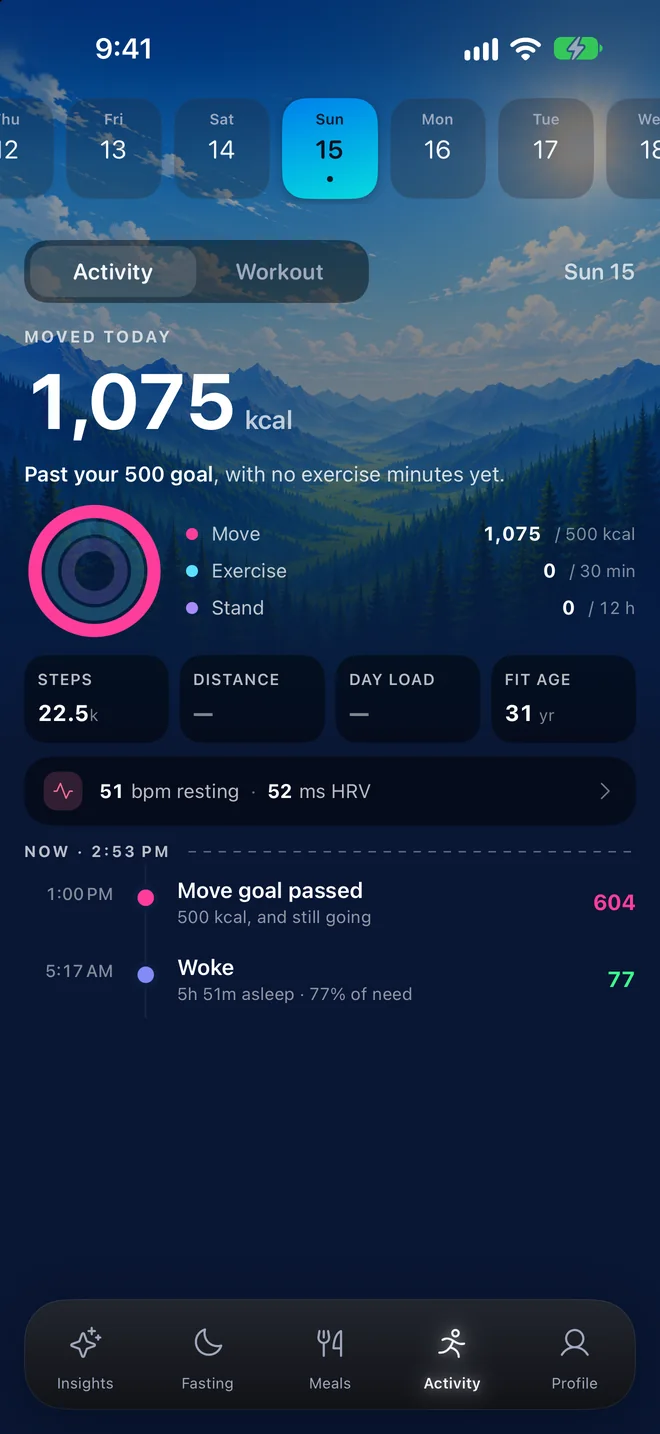 9:41
Thu Fri Sat Sun Mon Tue We
12 13 14 15 16 17 18
Activity Workout Sun 15
MOVED TODAY
1,075 kcal
Past your 500 goal, with no exercise minutes yet.
Move 1,075 / 500 kcal
Exercise 0 / 30 min
Stand 0 / 12 h
STEPS DISTANCE DAY LOAD FIT AGE
22.5k — — 31 yr
51 bpm resting · 52 ms HRV
NOW · 2:53 PM
1:00 PM Move goal passed 604
500 kcal, and still going
5:17 AM Woke 77
5h 51m asleep · 77% of need
Insights Fasting Meals Activity Profile